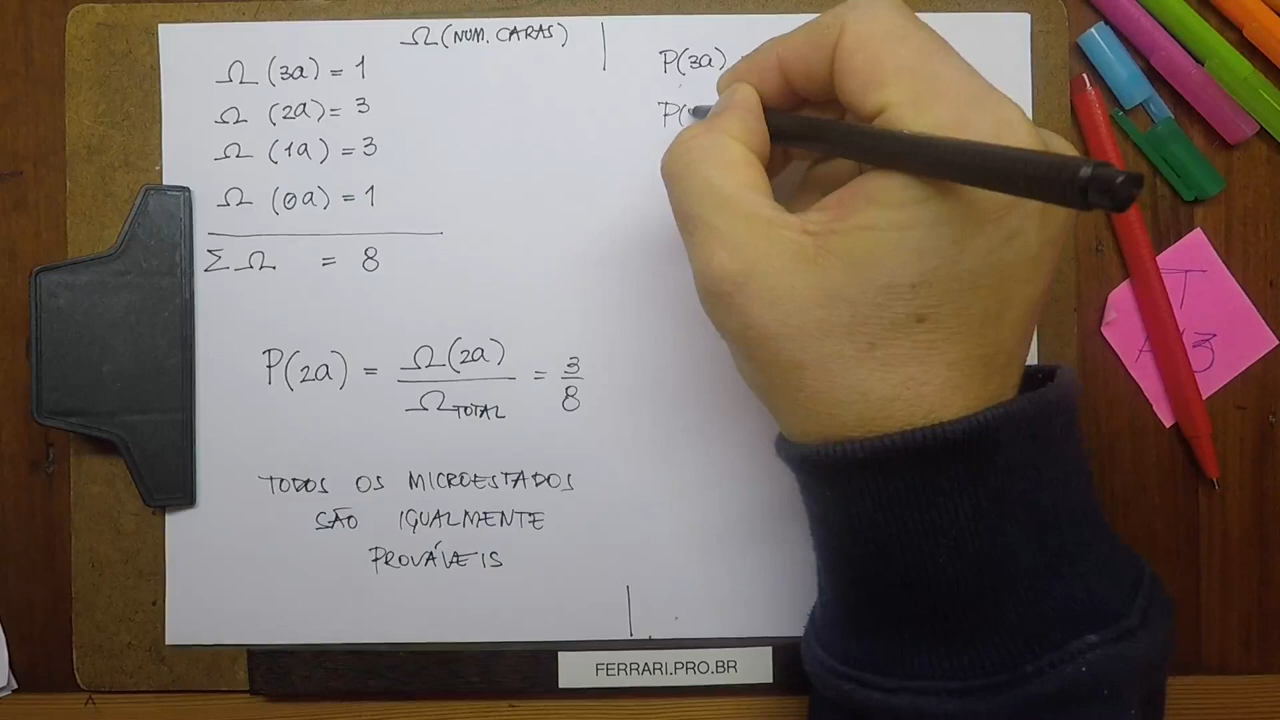 Ω (NUM. CARAS)
Ω (3a) = 1
Ω (2a) = 3
Ω (1a) = 3
Ω (0a) = 1
ΣΩ = 8
P(2a) = Ω(2a) / Ω TOTAL = 3/8
TODOS OS MICROESTADOS
SÃO IGUALMENTE
PROVÁVEIS
P(3a)
P(
FERRARI.PRO.BR